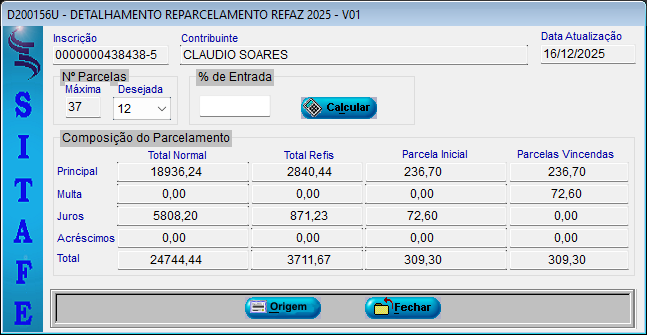 D200156U - DETALHAMENTO REPARCELAMENTO REFAZ 2025 - V01
Inscrição Contribuinte Data Atualização
0000000438438-5 CLAUDIO SOARES 16/12/2025
Nº Parcelas % de Entrada
Máxima Desejada
37 12 Calcular
Composição do Parcelamento
Total Normal Total Refis Parcela Inicial Parcelas Vincendas
Principal 18936,24 2840,44 236,70 236,70
Multa 0,00 0,00 0,00 72,60
Juros 5808,20 871,23 72,60 0,00
Acréscimos 0,00 0,00 0,00 0,00
Total 24744,44 3711,67 309,30 309,30
Origem Fechar
SITAFE